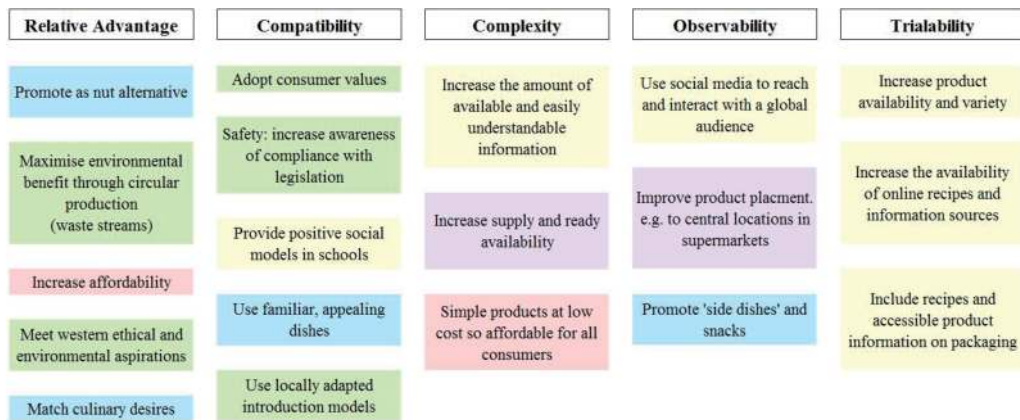 Relative Advantage
Promote as nut alternative
Maximise environmental
benefit through circular
production
(waste streams)
Increase affordability
Meet western ethical and
environmental aspirations
Match culinary desires
Compatibility
Adopt consumer values
Safety: increase awareness
of compliance with
legislation
Provide positive social
models in schools
Use familiar, appealing
dishes
Use locally adapted
introduction models
Complexity
Increase the amount of
available and easily
understandable
information
Increase supply and ready
availability
Simple products at low
cost so affordable for all
consumers
Observability
Use social media to reach
and interact with a global
audience
Improve product placment.
e.g. to central locations in
supermarkets
Promote 'side dishes' and
snacks
Trialability
Increase product
availability and variety
Increase the availability
of online recipes and
information sources
Include recipes and
accessible product
information on packaging